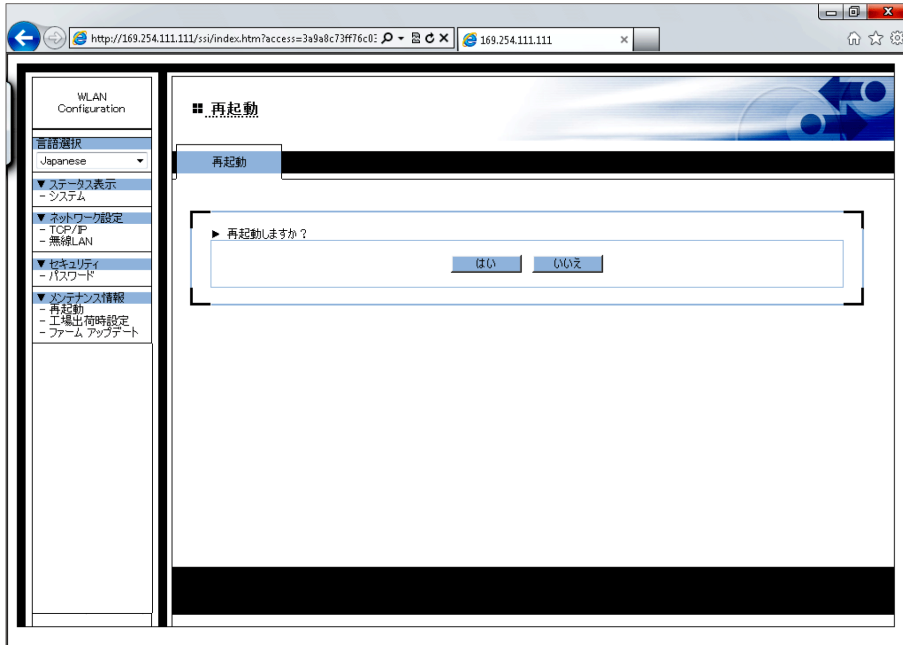 http://169.254.111.111/ssi/index.htm?access=3a9a8c73ff76c03
169.254.111.111
WLAN
Configuration
言語選択
Japanese
▼ ステータス表示
- システム
▼ ネットワーク設定
- TCP/IP
- 無線LAN
▼ セキュリティ
- パスワード
▼ メンテナンス情報
- 再起動
- 工場出荷時設定
- ファーム アップデート
再起動
再起動
▶ 再起動しますか？
はい いいえ